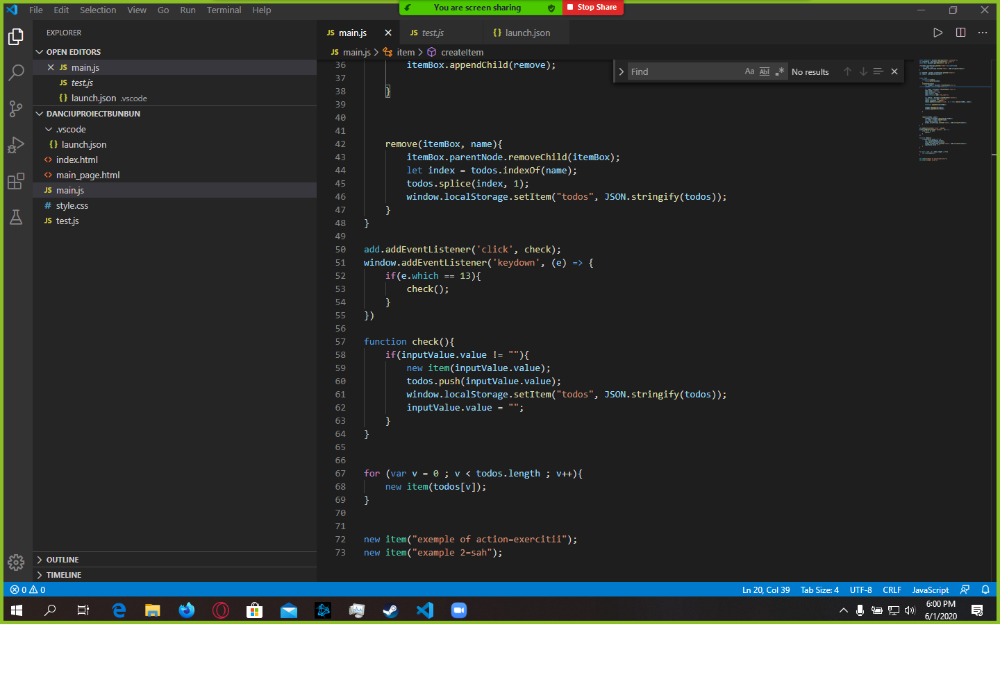 File Edit Selection View Go Run Terminal Help
You are screen sharing Stop Share
EXPLORER
OPEN EDITORS
JS main.js
JS test.js
{} launch.json .vscode
DANCIUPROIECTBUNBUN
.vscode
{} launch.json
<> index.html
<> main_page.html
JS main.js
# style.css
JS test.js
OUTLINE
TIMELINE
JS main.js JS test.js {} launch.json
JS main.js > item > createItem
Find Aa Abl .* No results
36 itemBox.appendChild(remove);
37
38 }
39
40
41
42 remove(itemBox, name){
43 itemBox.parentNode.removeChild(itemBox);
44 let index = todos.indexOf(name);
45 todos.splice(index, 1);
46 window.localStorage.setItem("todos", JSON.stringify(todos));
47 }
48 }
49
50 add.addEventListener('click', check);
51 window.addEventListener('keydown', (e) => {
52 if(e.which == 13){
53 check();
54 }
55 })
56
57 function check(){
58 if(inputValue.value != ""){
59 new item(inputValue.value);
60 todos.push(inputValue.value);
61 window.localStorage.setItem("todos", JSON.stringify(todos));
62 inputValue.value = "";
63 }
64 }
65
66
67 for (var v = 0 ; v < todos.length ; v++){
68 new item(todos[v]);
69 }
70
71
72 new item("exemple of action=exercitii");
73 new item("example 2=sah");
0 0 Ln 20, Col 39 Tab Size: 4 UTF-8 CRLF JavaScript
6:00 PM
6/1/2020